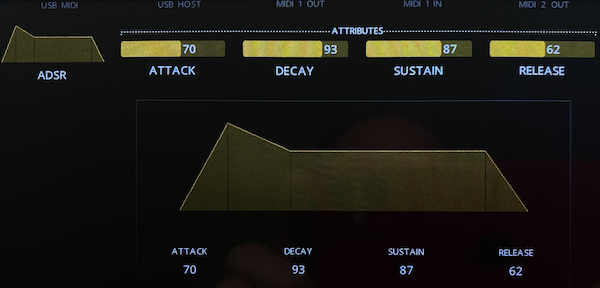 USB MIDI USB HOST MIDI 1 OUT MIDI 1 IN MIDI 2 OUT
ATTRIBUTES
70 93 87 62
ADSR ATTACK DECAY SUSTAIN RELEASE
ATTACK DECAY SUSTAIN RELEASE
70 93 87 62